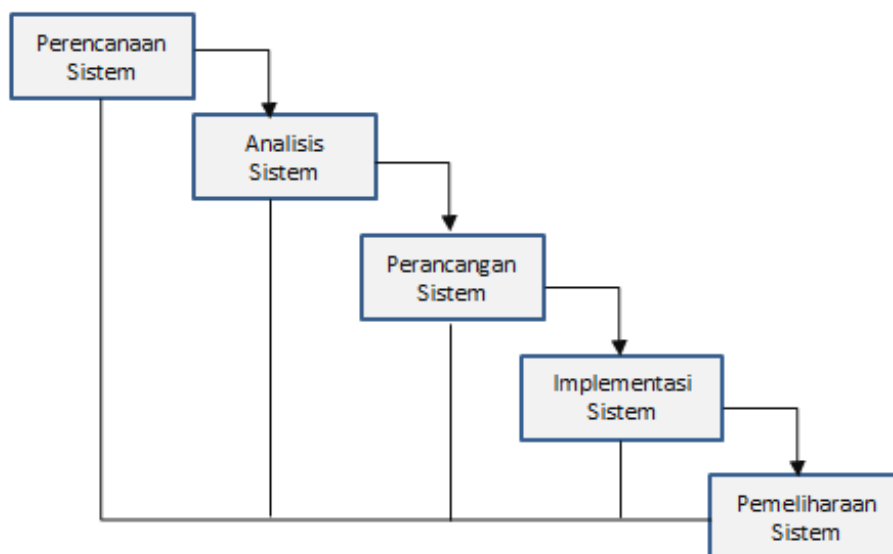 Perencanaan
Sistem
Analisis
Sistem
Perancangan
Sistem
Implementasi
Sistem
Pemeliharaan
Sistem